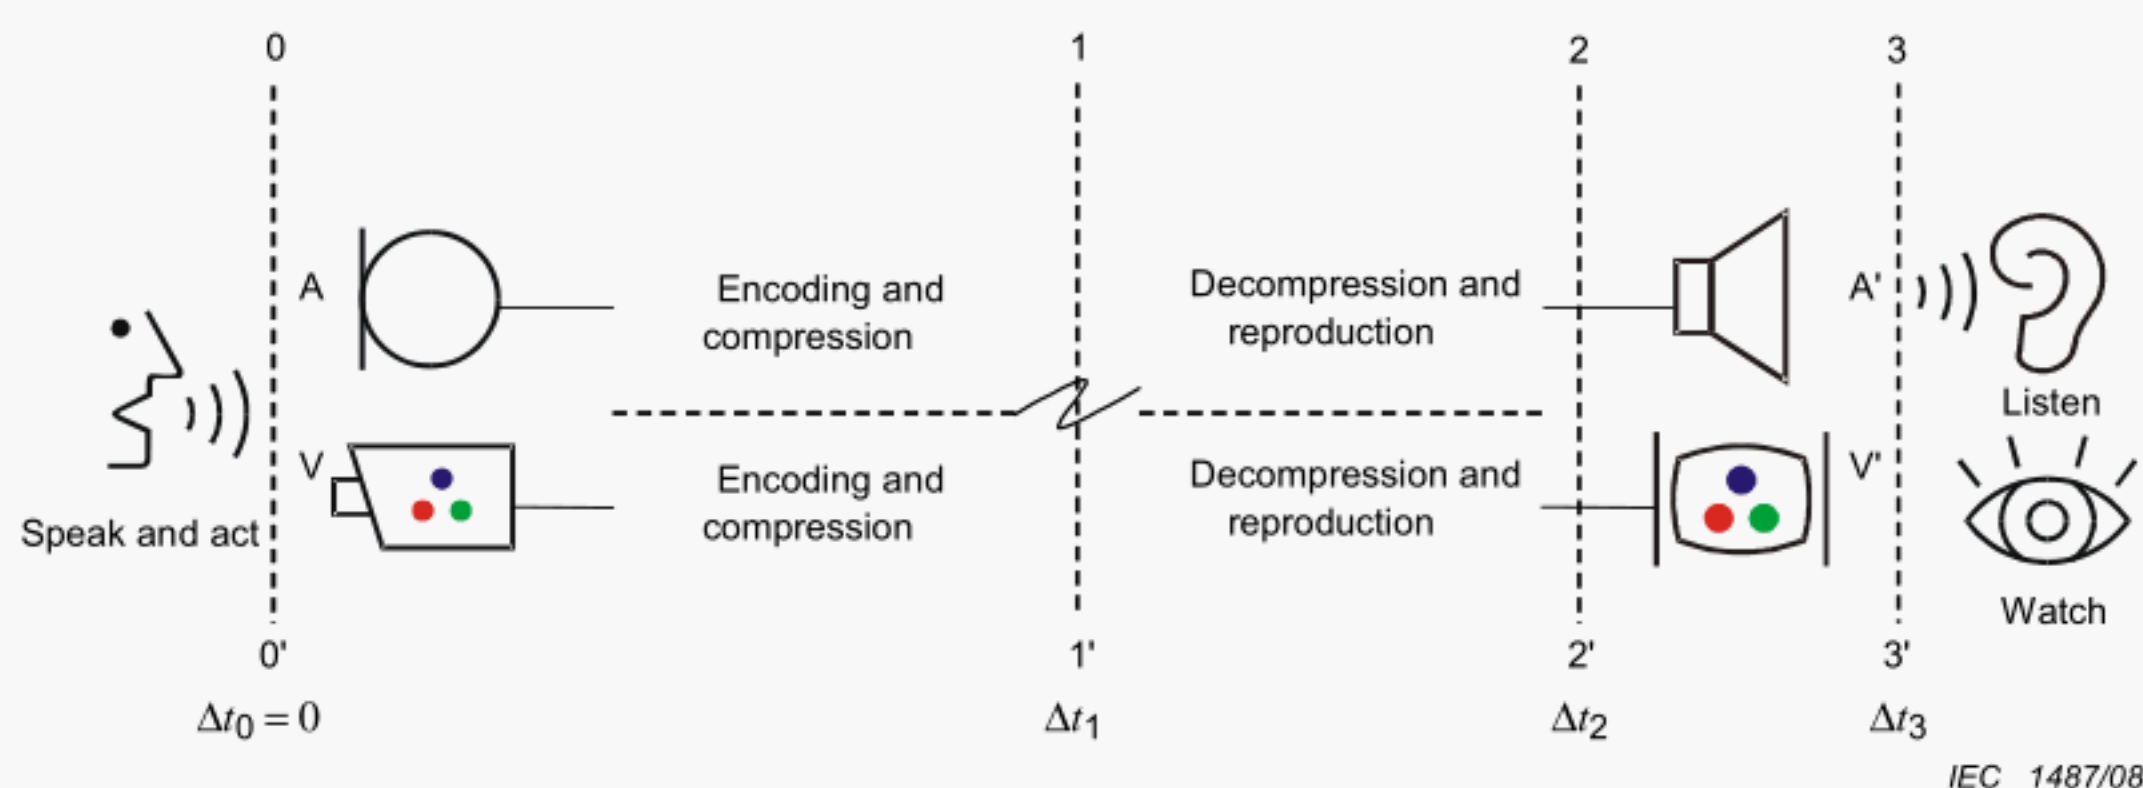 0 1 2 3
A Encoding and compression Decompression and reproduction A'
Listen
V Encoding and compression Decompression and reproduction V'
Speak and act
Watch
0' 1' 2' 3'
Δt0 = 0 Δt1 Δt2 Δt3
IEC 1487/08